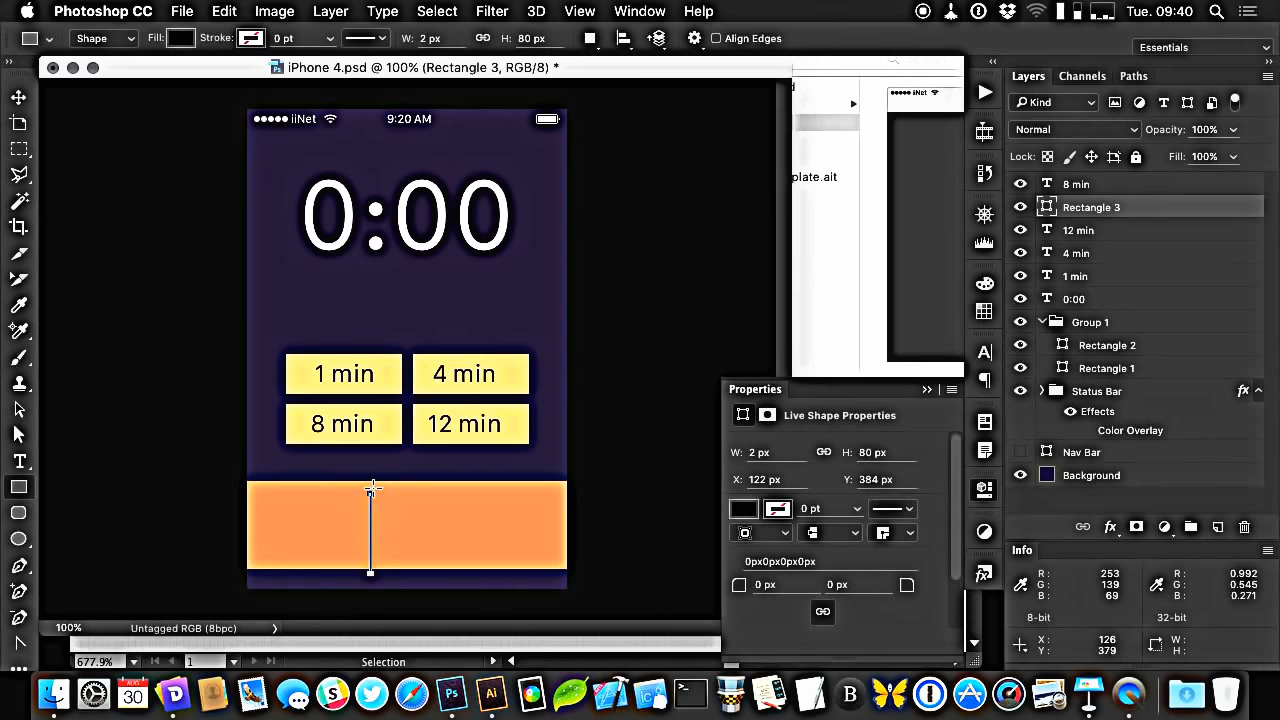 Photoshop CC File Edit Image Layer Type Select Filter 3D View Window Help Tue. 09:40
Shape Fill: Stroke: 0 pt W: 2 px H: 80 px Align Edges
Essentials
iPhone 4.psd @ 100% (Rectangle 3, RGB/8) *
Layers Channels Paths
iiNet 9:20 AM
iiNet
Kind
Normal Opacity: 100%
Lock: Fill: 100%
plate.ait
8 min
Rectangle 3
12 min
4 min
1 min
0:00
Group 1
Rectangle 2
Rectangle 1
Status Bar fx
Effects
Color Overlay
Nav Bar
Background
0:00
1 min 4 min
8 min 12 min
Properties
Live Shape Properties
W: 2 px H: 80 px
X: 122 px Y: 384 px
0 pt
0px0px0px0px
0 px 0 px
fx
Info
R: 253 R: 0.992
G: 139 G: 0.545
B: 69 B: 0.271
8-bit 32-bit
X: 126 W:
Y: 379 H:
100% Untagged RGB (8bpc)
677.9% 1 Selection
AUG
30
Ps
Ai
B